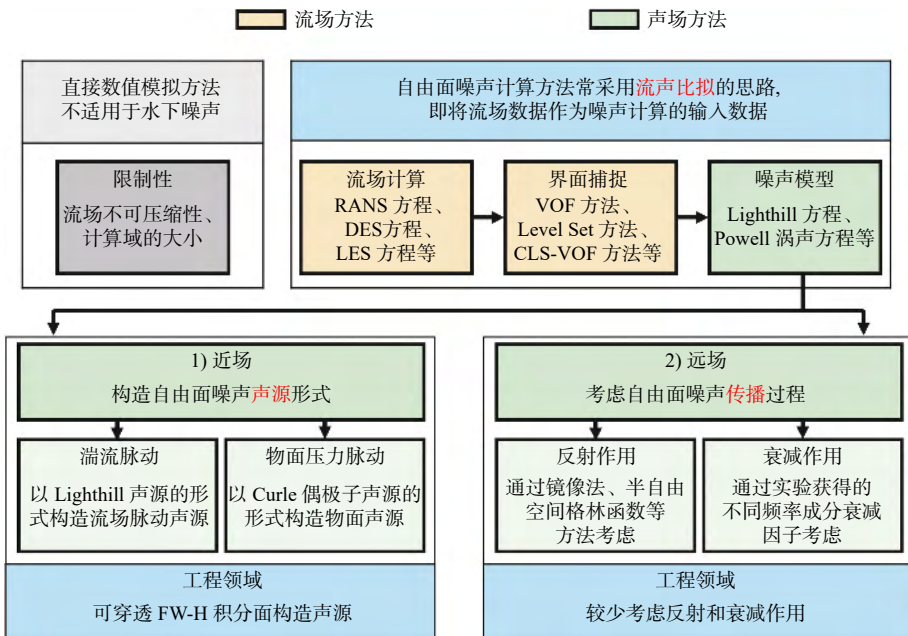 流场方法
声场方法
直接数值模拟方法
不适用于水下噪声
限制性
流场不可压缩性、
计算域的大小
自由面噪声计算方法常采用流声比拟的思路,
即将流场数据作为噪声计算的输入数据
流场计算
RANS 方程、
DES方程、
LES 方程等
界面捕捉
VOF 方法、
Level Set 方法、
CLS-VOF 方法等
噪声模型
Lighthill 方程、
Powell 涡声方程等
1) 近场
构造自由面噪声声源形式
湍流脉动
以 Lighthill 声源的形
式构造流场脉动声源
物面压力脉动
以 Curle 偶极子声源的
形式构造物面声源
工程领域
可穿透 FW-H 积分面构造声源
2) 远场
考虑自由面噪声传播过程
反射作用
通过镜像法、半自由
空间格林函数等
方法考虑
衰减作用
通过实验获得的
不同频率成分衰减
因子考虑
工程领域
较少考虑反射和衰减作用